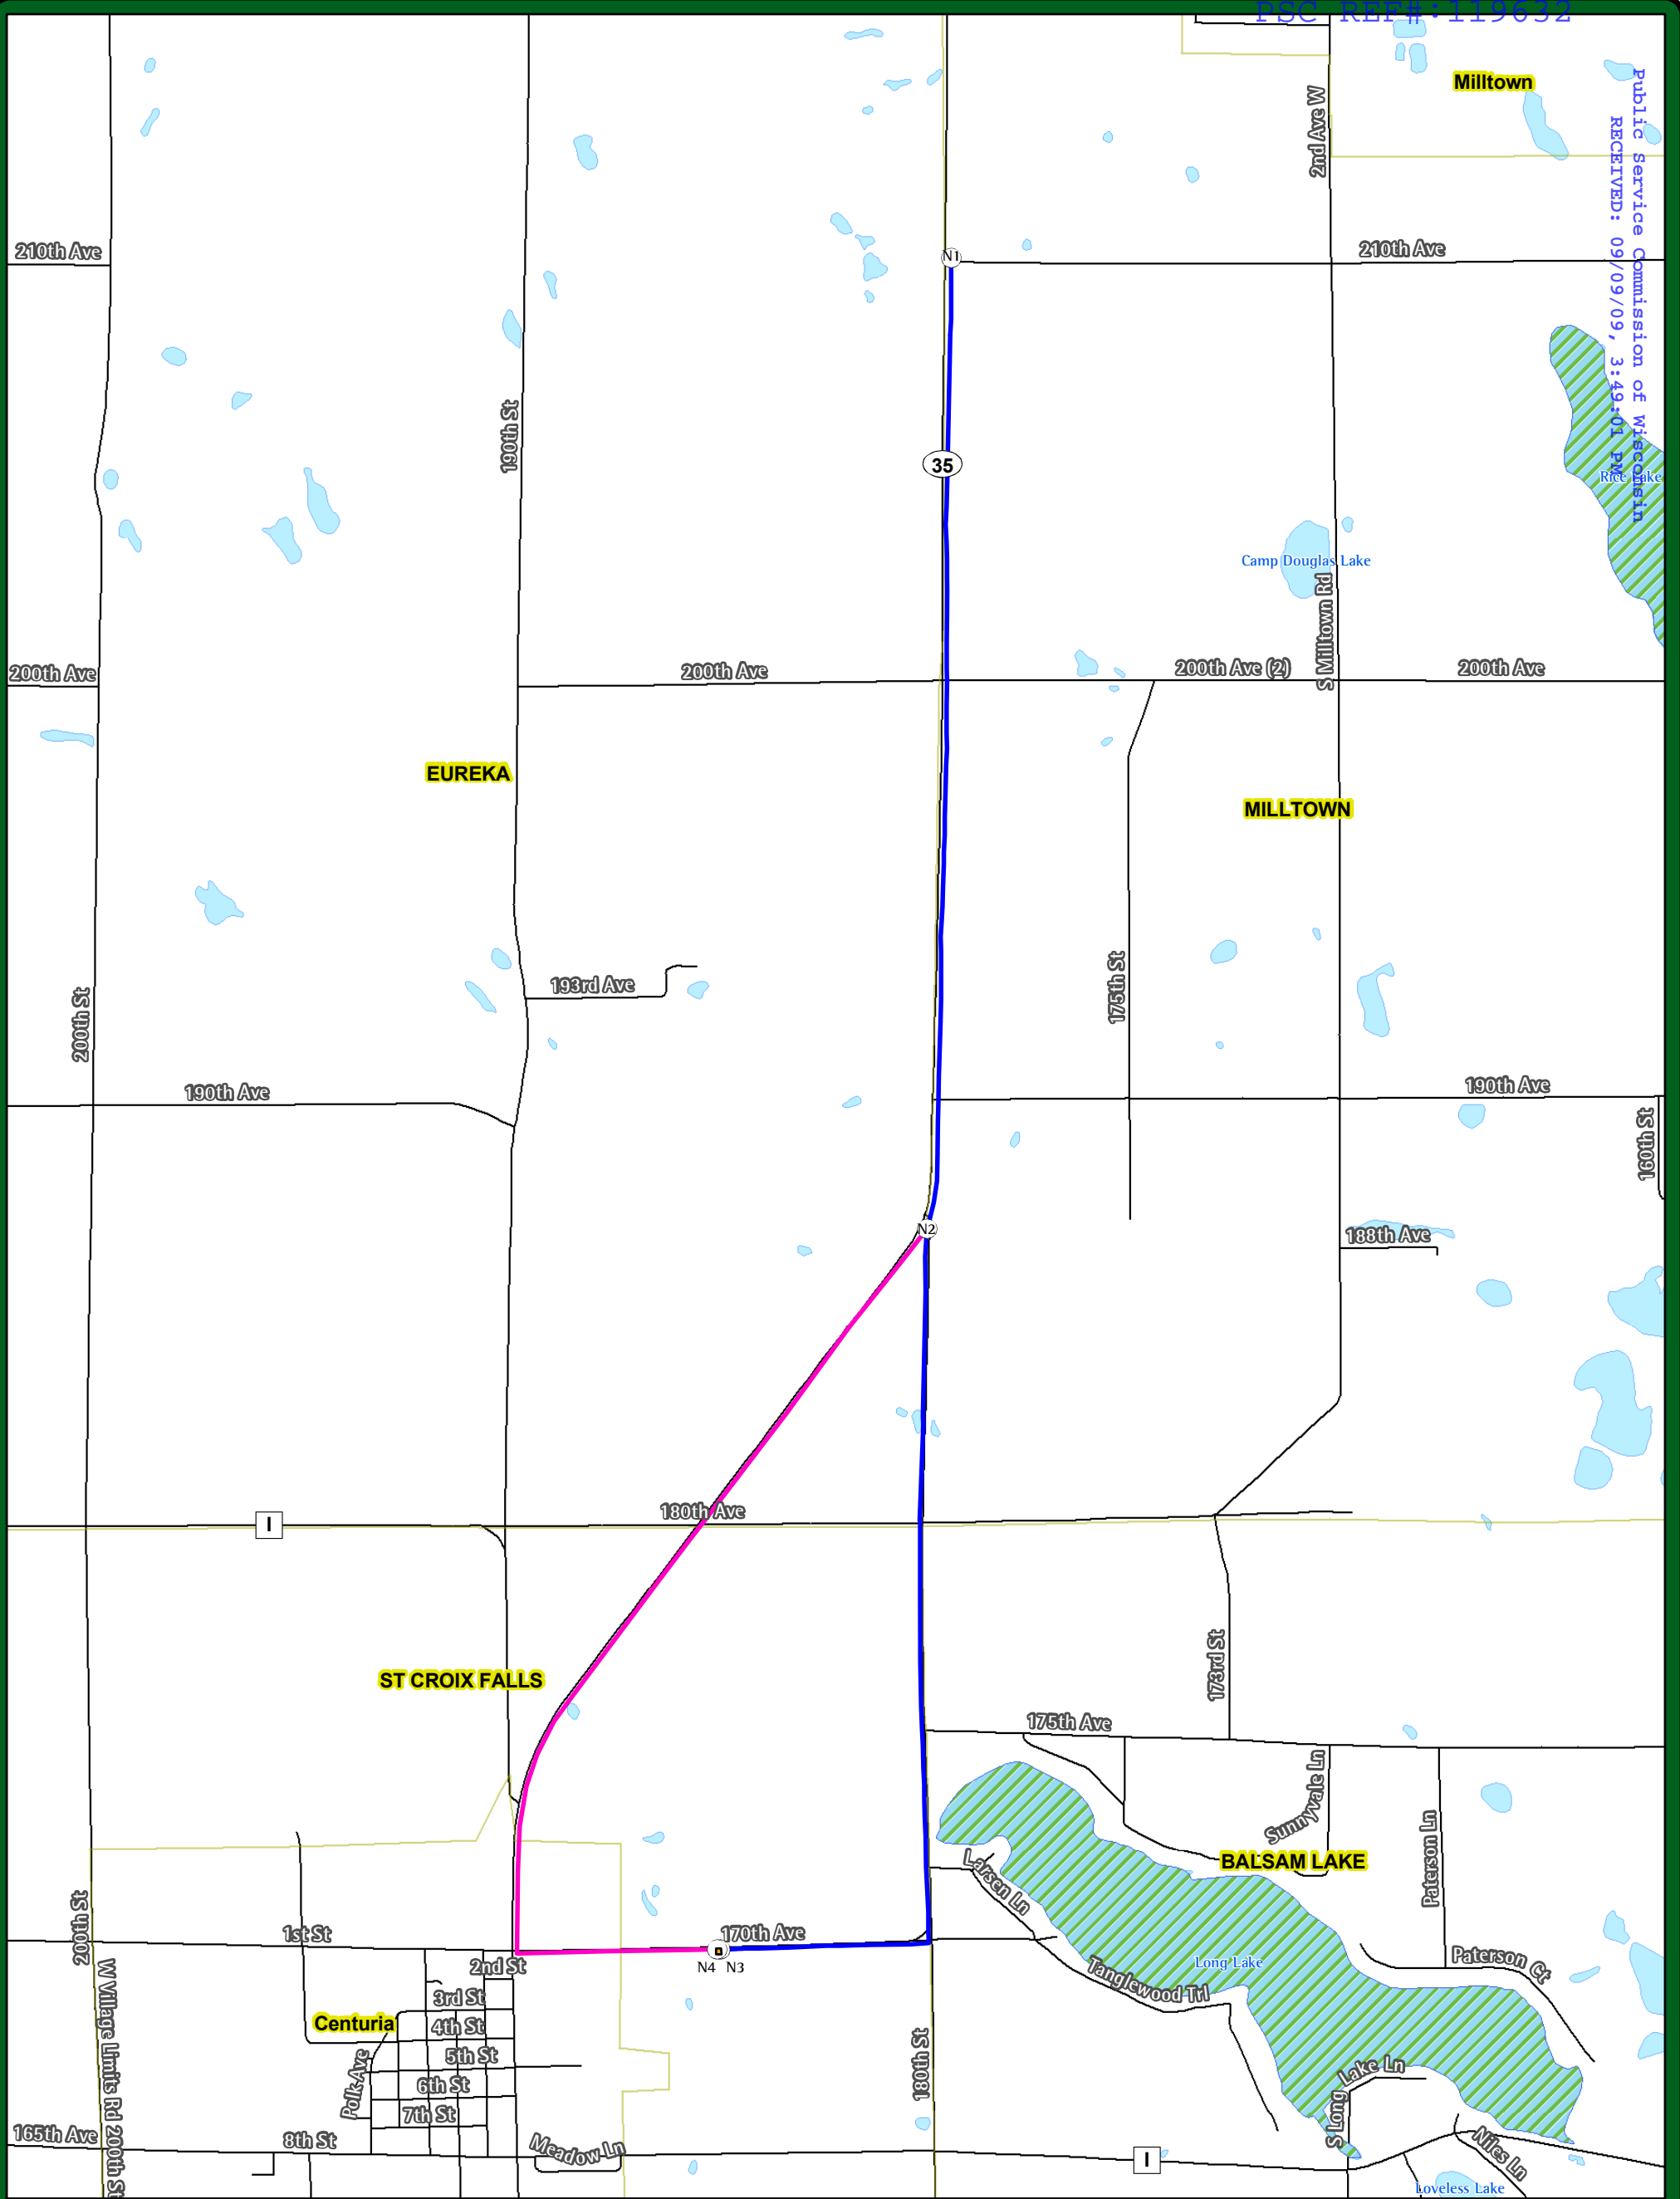 PSC REF#:119632
Public Service Commission of Wisconsin
RECEIVED: 09/09/09, 3:49:01 PM
Milltown
2nd Ave W
210th Ave
N1
210th Ave
190th St
35
Rice Lake
Camp Douglas Lake
S Milltown Rd
200th Ave
200th Ave
200th Ave (2)
200th Ave
EUREKA
MILLTOWN
193rd Ave
175th St
200th St
190th Ave
190th Ave
160th St
N2
188th Ave
180th Ave
I
ST CROIX FALLS
173rd St
175th Ave
Sunnyvale Ln
BALSAM LAKE
Paterson Ln
Larsen Ln
200th St
1st St
170th Ave
N4 N3
2nd St
Long Lake
Paterson Ct
Tanglewood Trl
3rd St
Centuria
4th St
5th St
6th St
7th St
Polk Ave
180th St
Lake Ln
S Long
W Village Limits Rd 200th St
165th Ave
8th St
Meadow Ln
I
Niles Ln
Loveless Lake